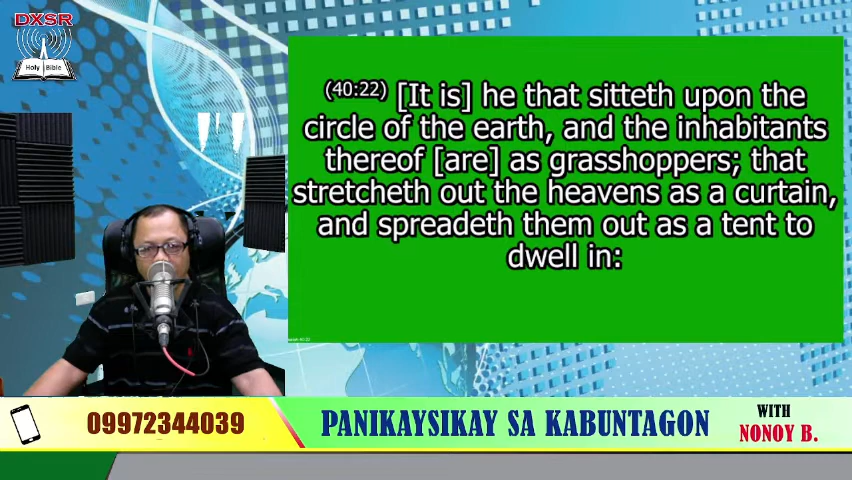 DXSR
Holy Bible
(40:22) [It is] he that sitteth upon the
circle of the earth, and the inhabitants
thereof [are] as grasshoppers; that
stretcheth out the heavens as a curtain,
and spreadeth them out as a tent to
dwell in:
09972344039
PANIKAYSIKAY SA KABUNTAGON
WITH
NONOY B.